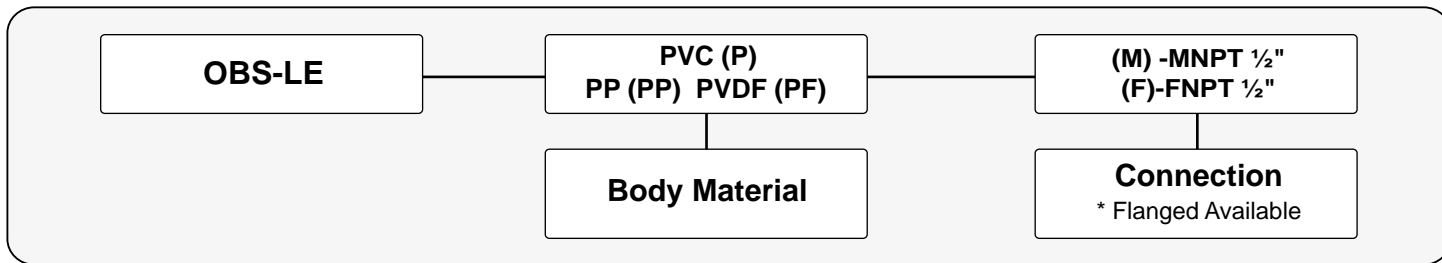 OBS-LE
PVC (P)
PP (PP) PVDF (PF)
(M) -MNPT ½"
(F)-FNPT ½"
Body Material
Connection
* Flanged Available